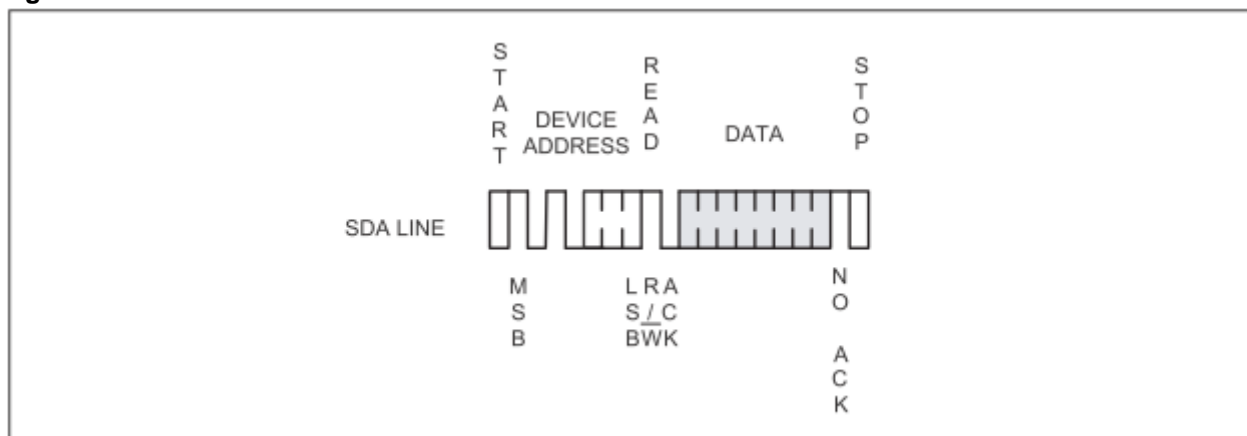 START
DEVICE
ADDRESS
READ
DATA
STOP
SDA LINE
MSB
LSB
R/W
ACK
NO ACK